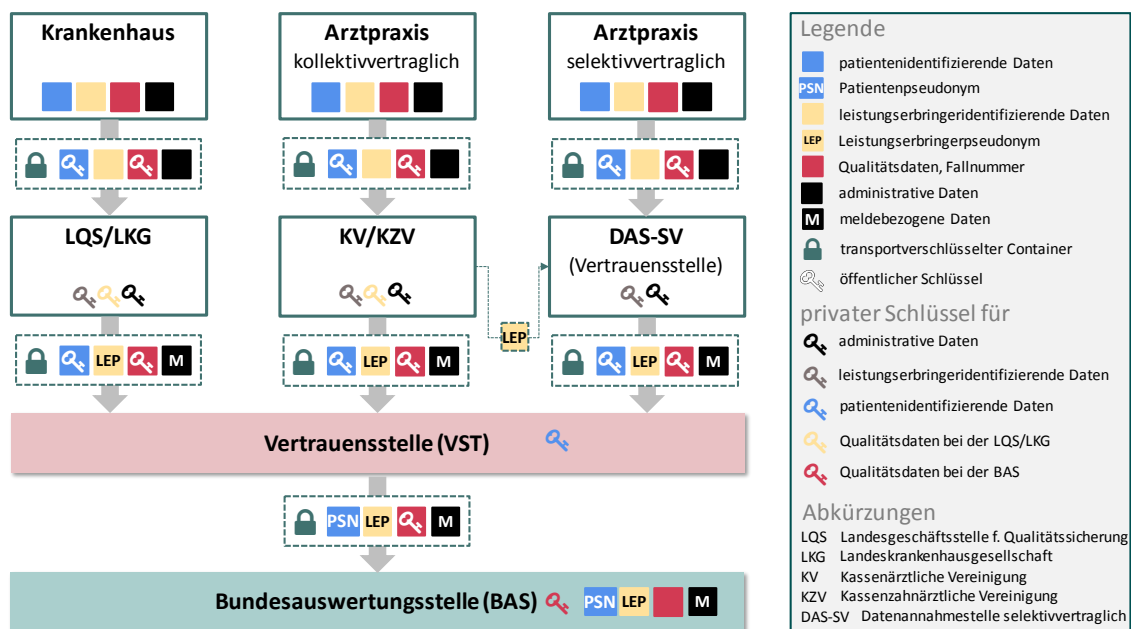 Krankenhaus
Arztpraxis
kollektivvertraglich
Arztpraxis
selektivvertraglich
LQS/LKG
KV/KZV
DAS-SV
(Vertrauensstelle)
LEP
LEP
M
LEP
M
LEP
M
Vertrauensstelle (VST)
PSN
LEP
M
Bundesauswertungsstelle (BAS)
PSN
LEP
M
Legende
patientenidentifizierende Daten
PSN Patientenpseudonym
leistungserbringeridentifizierende Daten
LEP Leistungserbringerpseudonym
Qualitätsdaten, Fallnummer
administrative Daten
M meldebezogene Daten
transportverschlüsselter Container
öffentlicher Schlüssel
privater Schlüssel für
administrative Daten
leistungserbringeridentifizierende Daten
patientenidentifizierende Daten
Qualitätsdaten bei der LQS/LKG
Qualitätsdaten bei der BAS
Abkürzungen
LQS Landesgeschäftsstelle f. Qualitätssicherung
LKG Landeskrankenhausgesellschaft
KV Kassenärztliche Vereinigung
KZV Kassenzahnärztliche Vereinigung
DAS-SV Datenannahmestelle selektivvertraglich